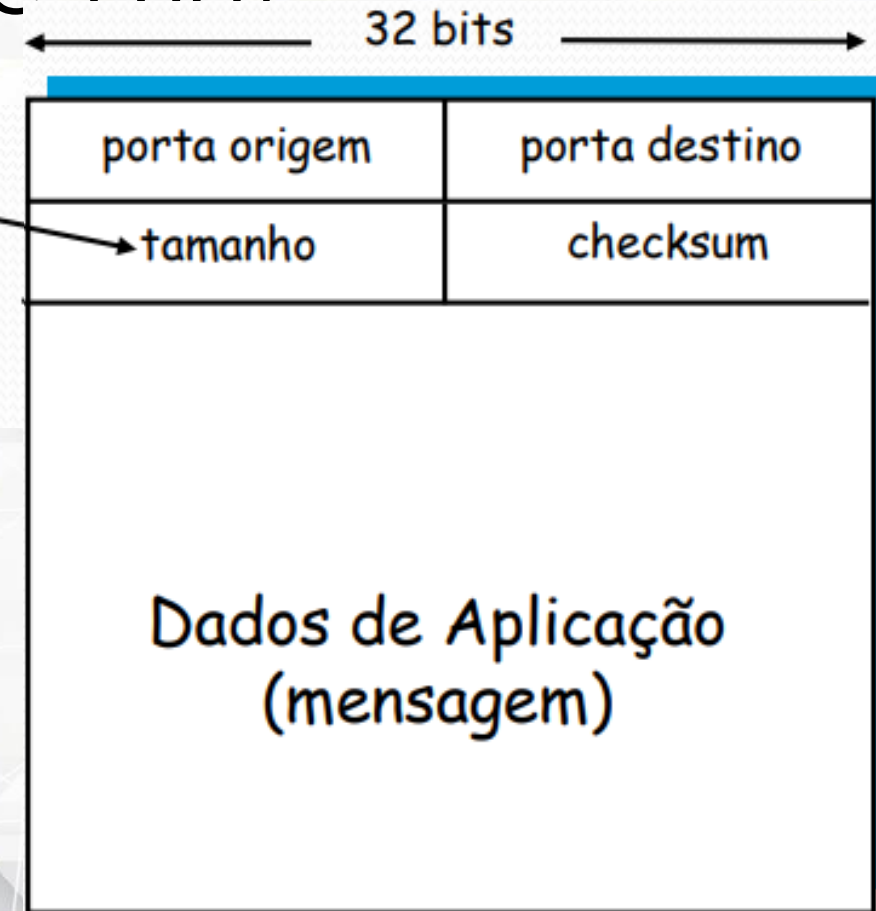 32 bits
porta origem porta destino
tamanho checksum
Dados de Aplicação
(mensagem)